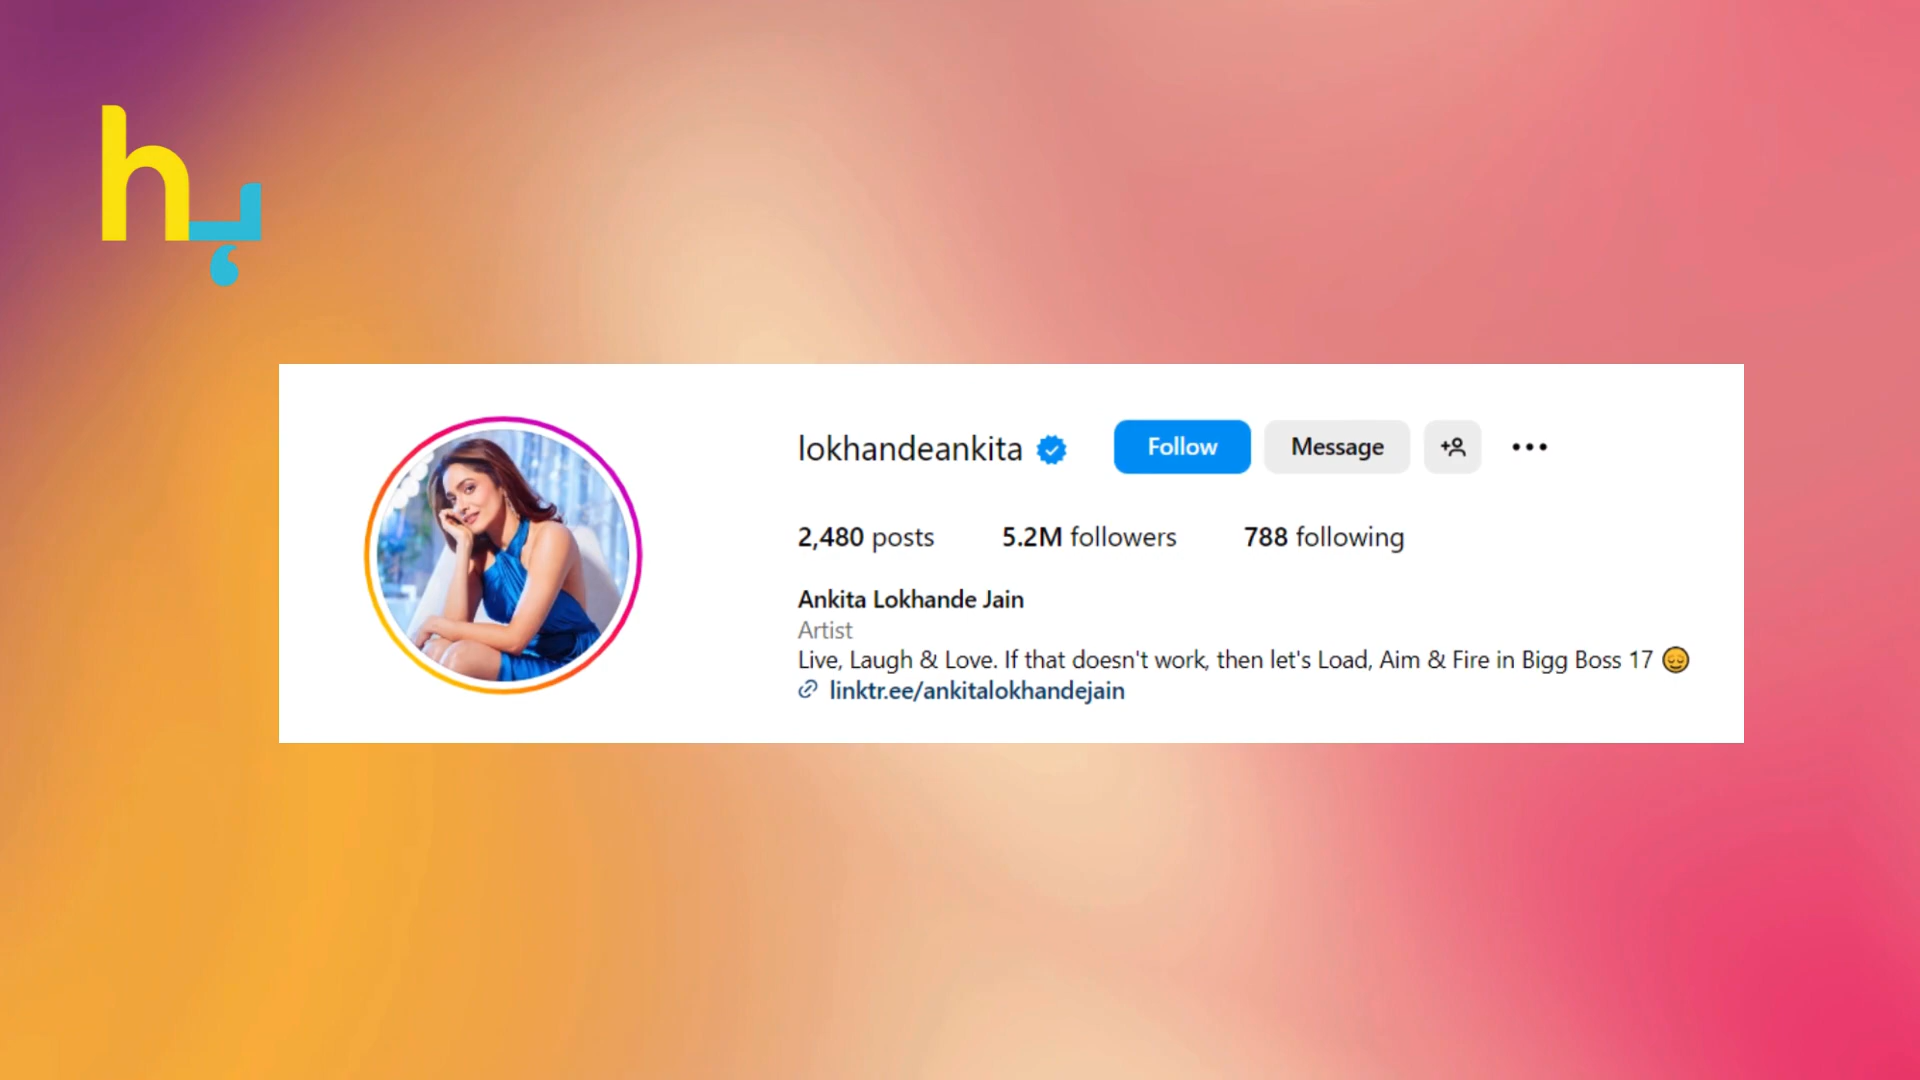 h
lokhandeankita
Follow
Message
2,480 posts 5.2M followers 788 following
Ankita Lokhande Jain
Artist
Live, Laugh & Love. If that doesn't work, then let's Load, Aim & Fire in Bigg Boss 17 😌
linktr.ee/ankitalokhandejain